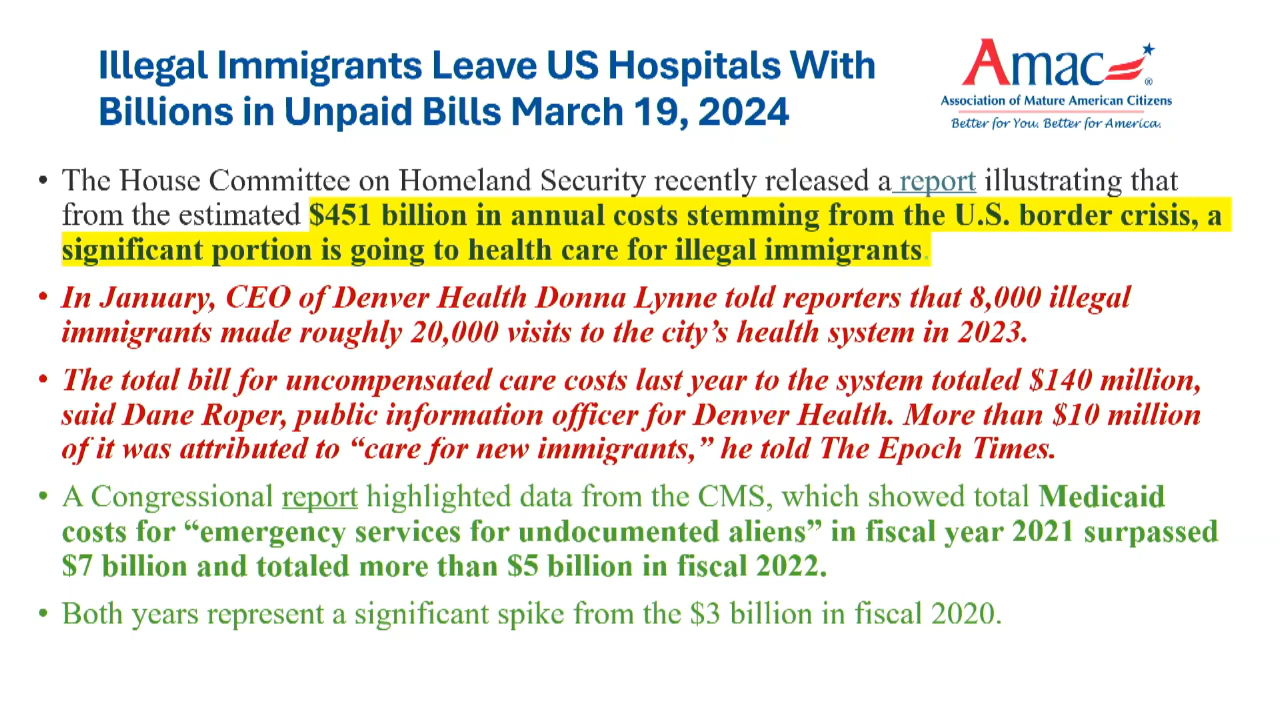 Illegal Immigrants Leave US Hospitals With
Billions in Unpaid Bills March 19, 2024
Amac®
Association of Mature American Citizens
Better for You. Better for America.
• The House Committee on Homeland Security recently released a report illustrating that
from the estimated $451 billion in annual costs stemming from the U.S. border crisis, a
significant portion is going to health care for illegal immigrants.
• In January, CEO of Denver Health Donna Lynne told reporters that 8,000 illegal
immigrants made roughly 20,000 visits to the city’s health system in 2023.
• The total bill for uncompensated care costs last year to the system totaled $140 million,
said Dane Roper, public information officer for Denver Health. More than $10 million
of it was attributed to “care for new immigrants,” he told The Epoch Times.
• A Congressional report highlighted data from the CMS, which showed total Medicaid
costs for “emergency services for undocumented aliens” in fiscal year 2021 surpassed
$7 billion and totaled more than $5 billion in fiscal 2022.
• Both years represent a significant spike from the $3 billion in fiscal 2020.